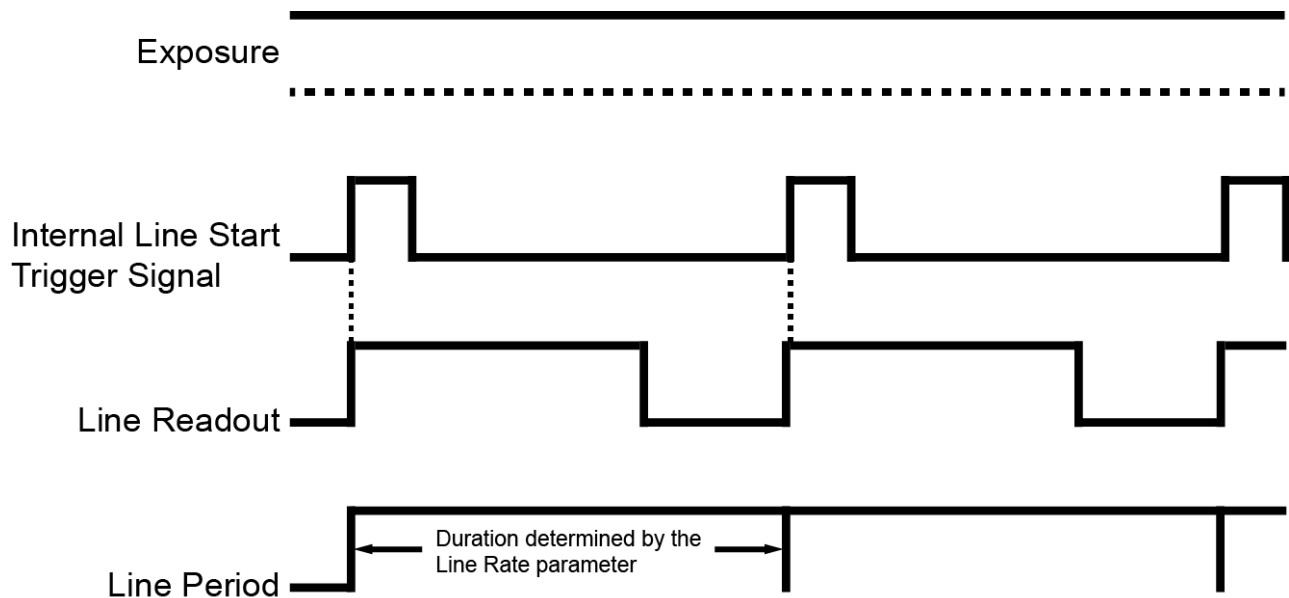 Exposure
Internal Line Start
Trigger Signal
Line Readout
Duration determined by the
Line Rate parameter
Line Period